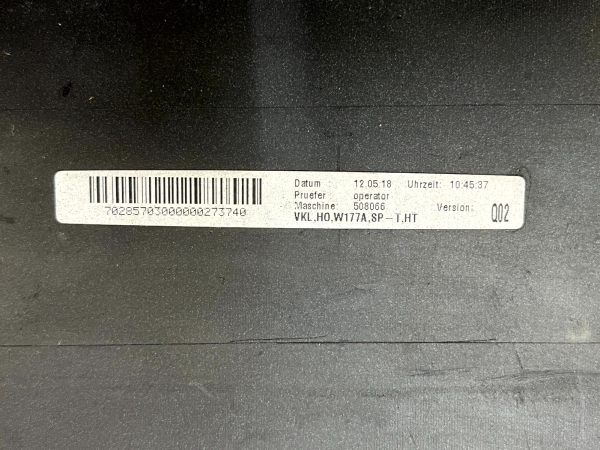 Datum : 12.05.18 Uhrzeit: 10:45:37
Pruefer : operator
Maschine: 508066 Version: Q02
VKL,HO,W177A,SP-T,HT
70285703000000273740